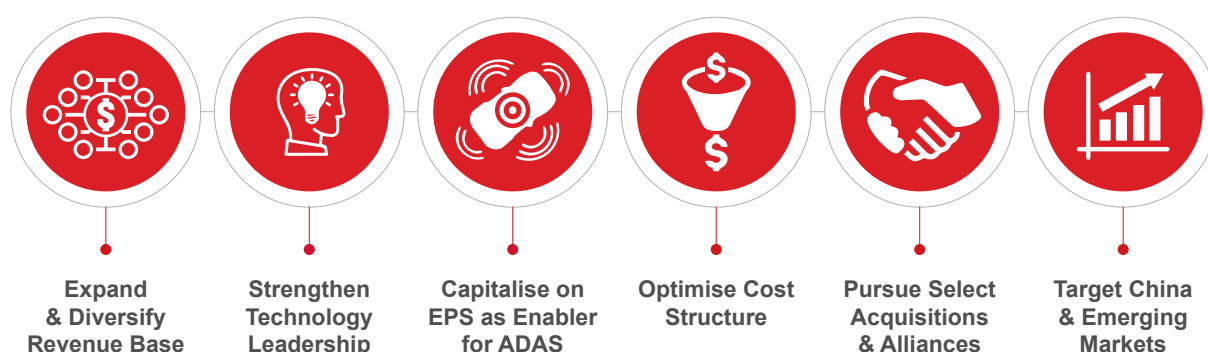 Expand
& Diversify
Revenue Base
Strengthen
Technology
Leadership
Capitalise on
EPS as Enabler
for ADAS
Optimise Cost
Structure
Pursue Select
Acquisitions
& Alliances
Target China
& Emerging
Markets